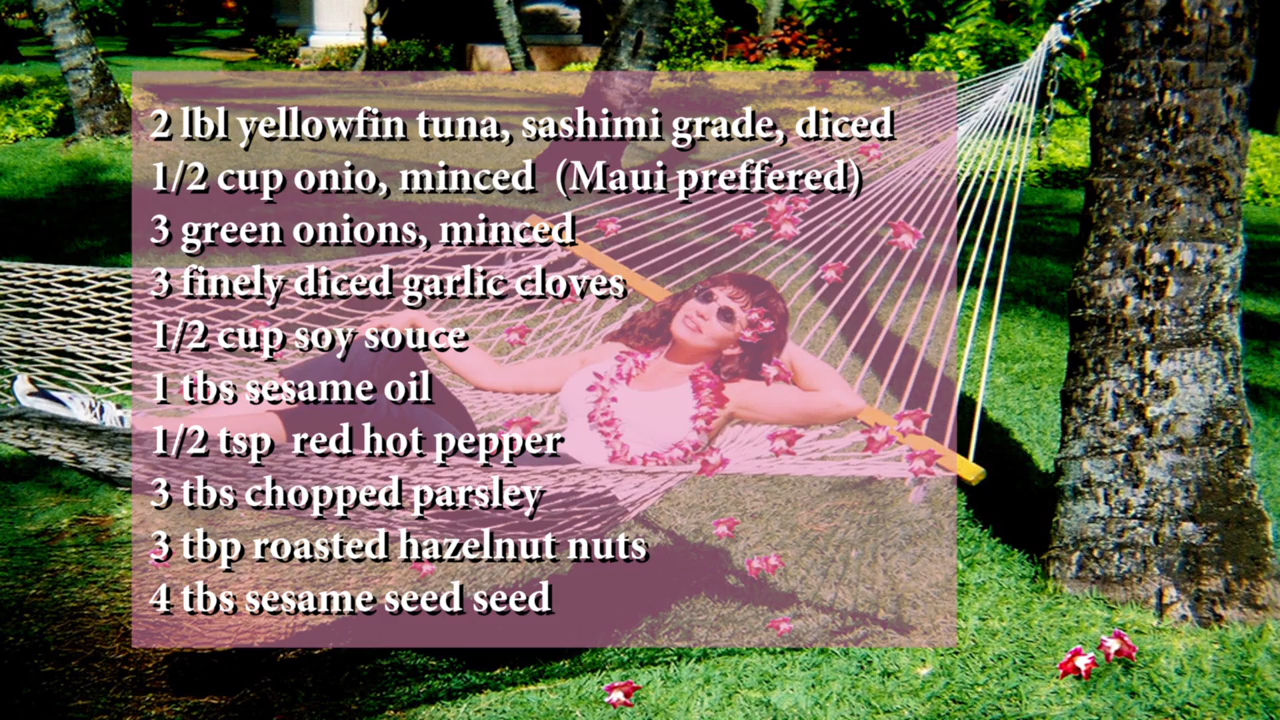 2 lbl yellowfin tuna, sashimi grade, diced
1/2 cup onio, minced  (Maui preffered)
3 green onions, minced
3 finely diced garlic cloves
1/2 cup soy souce
1 tbs sesame oil
1/2 tsp  red hot pepper
3 tbs chopped parsley
3 tbp roasted hazelnut nuts
4 tbs sesame seed seed